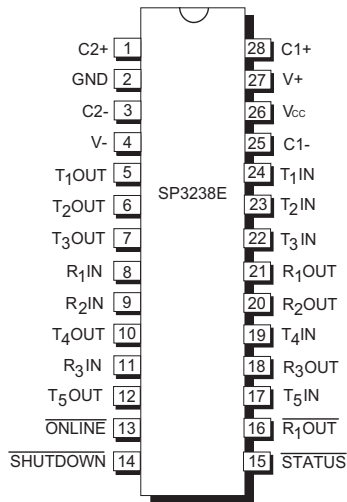 C2+ 1 28 C1+
GND 2 27 V+
C2- 3 26 Vcc
V- 4 25 C1-
T1OUT 5 24 T1IN
SP3238E
T2OUT 6 23 T2IN
T3OUT 7 22 T3IN
R1IN 8 21 R1OUT
R2IN 9 20 R2OUT
T4OUT 10 19 T4IN
R3IN 11 18 R3OUT
T5OUT 12 17 T5IN
ONLINE 13 16 R1OUT
SHUTDOWN 14 15 STATUS